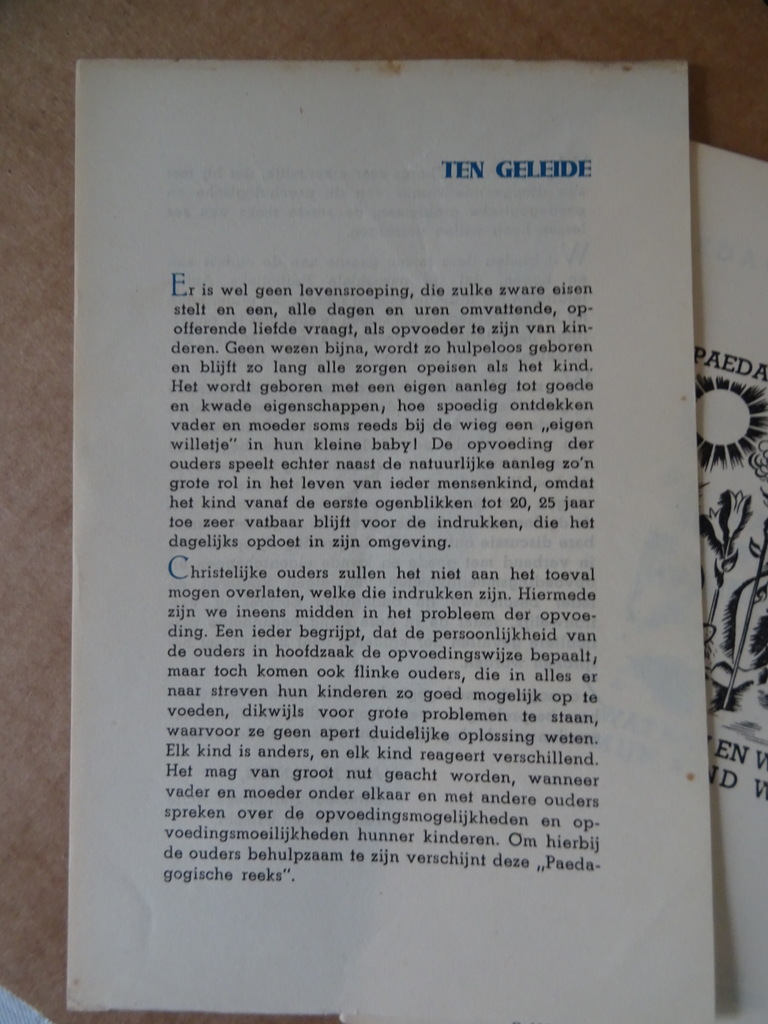 TEN GELEIDE
Er is wel geen levensroeping, die zulke zware eisen
stelt en een, alle dagen en uren omvattende, op-
offerende liefde vraagt, als opvoeder te zijn van kin-
deren. Geen wezen bijna, wordt zo hulpeloos geboren
en blijft zo lang alle zorgen opeisen als het kind.
Het wordt geboren met een eigen aanleg tot goede
en kwade eigenschappen, hoe spoedig ontdekken
vader en moeder soms reeds bij de wieg een „eigen
willetje” in hun kleine baby! De opvoeding der
ouders speelt echter naast de natuurlijke aanleg zo'n
grote rol in het leven van ieder mensenkind, omdat
het kind vanaf de eerste ogenblikken tot 20, 25 jaar
toe zeer vatbaar blijft voor de indrukken, die het
dagelijks opdoet in zijn omgeving.
Christelijke ouders zullen het niet aan het toeval
mogen overlaten, welke die indrukken zijn. Hiermede
zijn we ineens midden in het probleem der opvoe-
ding. Een ieder begrijpt, dat de persoonlijkheid van
de ouders in hoofdzaak de opvoedingswijze bepaalt,
maar toch komen ook flinke ouders, die in alles er
naar streven hun kinderen zo goed mogelijk op te
voeden, dikwijls voor grote problemen te staan,
waarvoor ze geen apert duidelijke oplossing weten.
Elk kind is anders, en elk kind reageert verschillend.
Het mag van groot nut geacht worden, wanneer
vader en moeder onder elkaar en met andere ouders
spreken over de opvoedingsmogelijkheden en op-
voedingsmoeilijkheden hunner kinderen. Om hierbij
de ouders behulpzaam te zijn verschijnt deze „Paeda-
gogische reeks”.
PAEDA
EN W
ND W